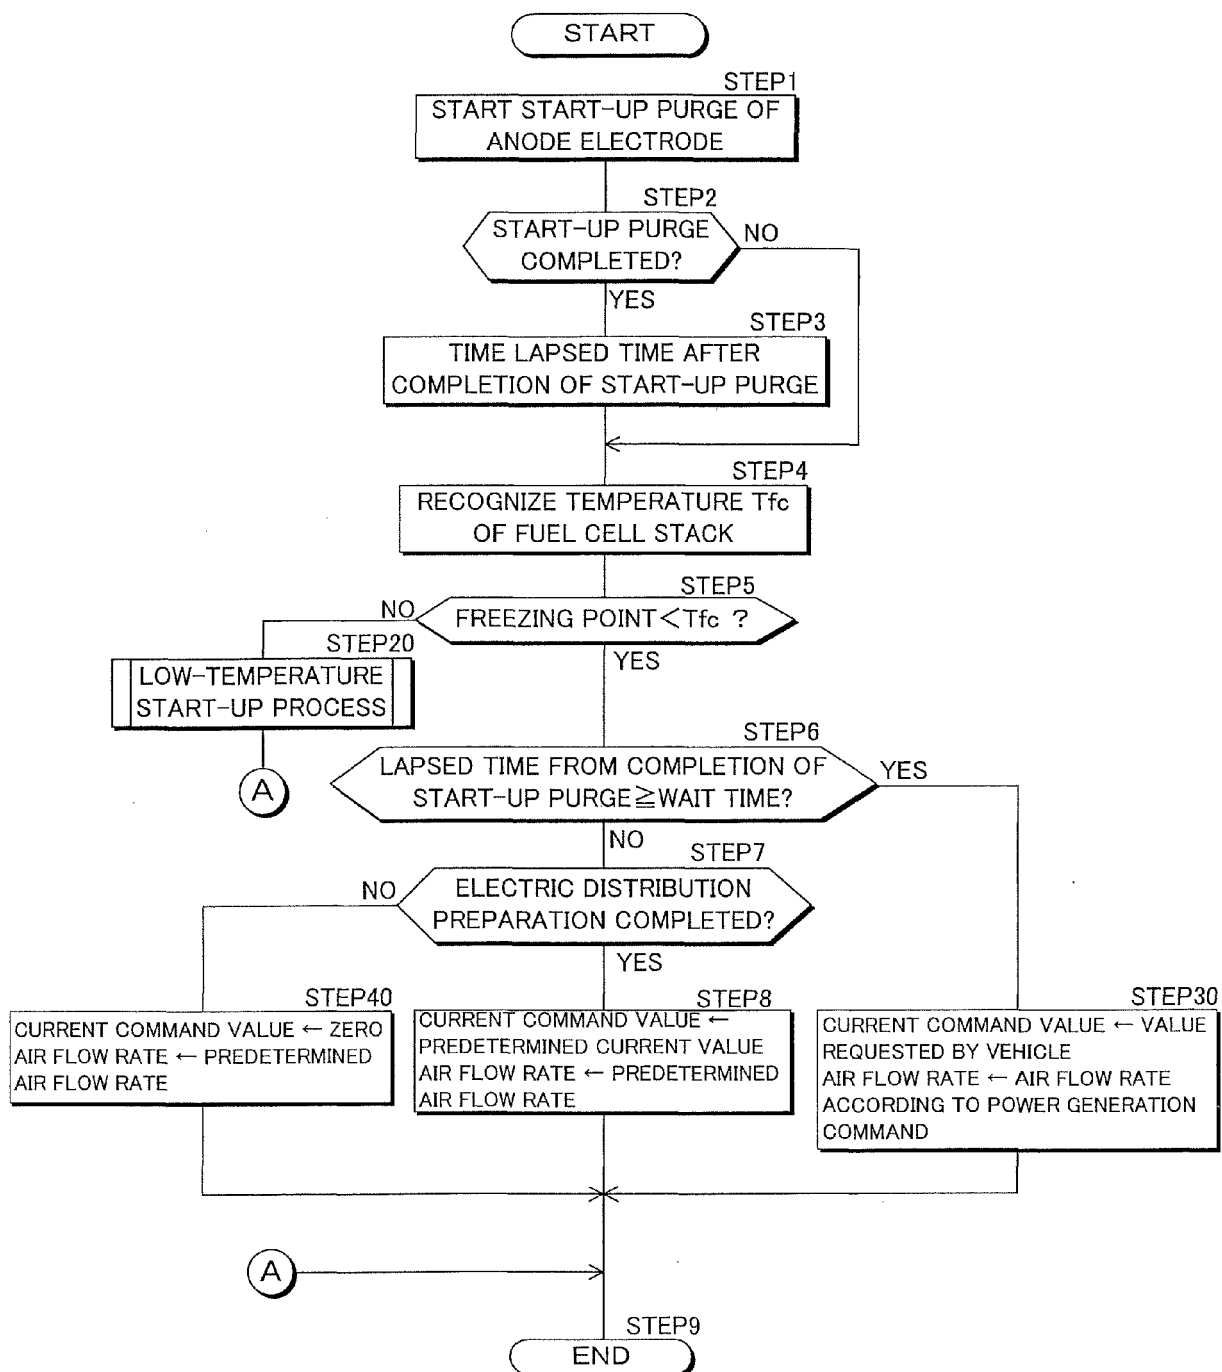 START
STEP1
START START-UP PURGE OF
ANODE ELECTRODE
STEP2
START-UP PURGE
COMPLETED?
NO
YES
STEP3
TIME LAPSED TIME AFTER
COMPLETION OF START-UP PURGE
STEP4
RECOGNIZE TEMPERATURE Tfc
OF FUEL CELL STACK
STEP5
FREEZING POINT<Tfc ?
NO
YES
STEP20
LOW-TEMPERATURE
START-UP PROCESS
A
STEP6
LAPSED TIME FROM COMPLETION OF
START-UP PURGE≧WAIT TIME?
YES
NO
STEP7
ELECTRIC DISTRIBUTION
PREPARATION COMPLETED?
NO
YES
STEP40
CURRENT COMMAND VALUE ← ZERO
AIR FLOW RATE ← PREDETERMINED
AIR FLOW RATE
STEP8
CURRENT COMMAND VALUE ←
PREDETERMINED CURRENT VALUE
AIR FLOW RATE ← PREDETERMINED
AIR FLOW RATE
STEP30
CURRENT COMMAND VALUE ← VALUE
REQUESTED BY VEHICLE
AIR FLOW RATE ← AIR FLOW RATE
ACCORDING TO POWER GENERATION
COMMAND
A
STEP9
END